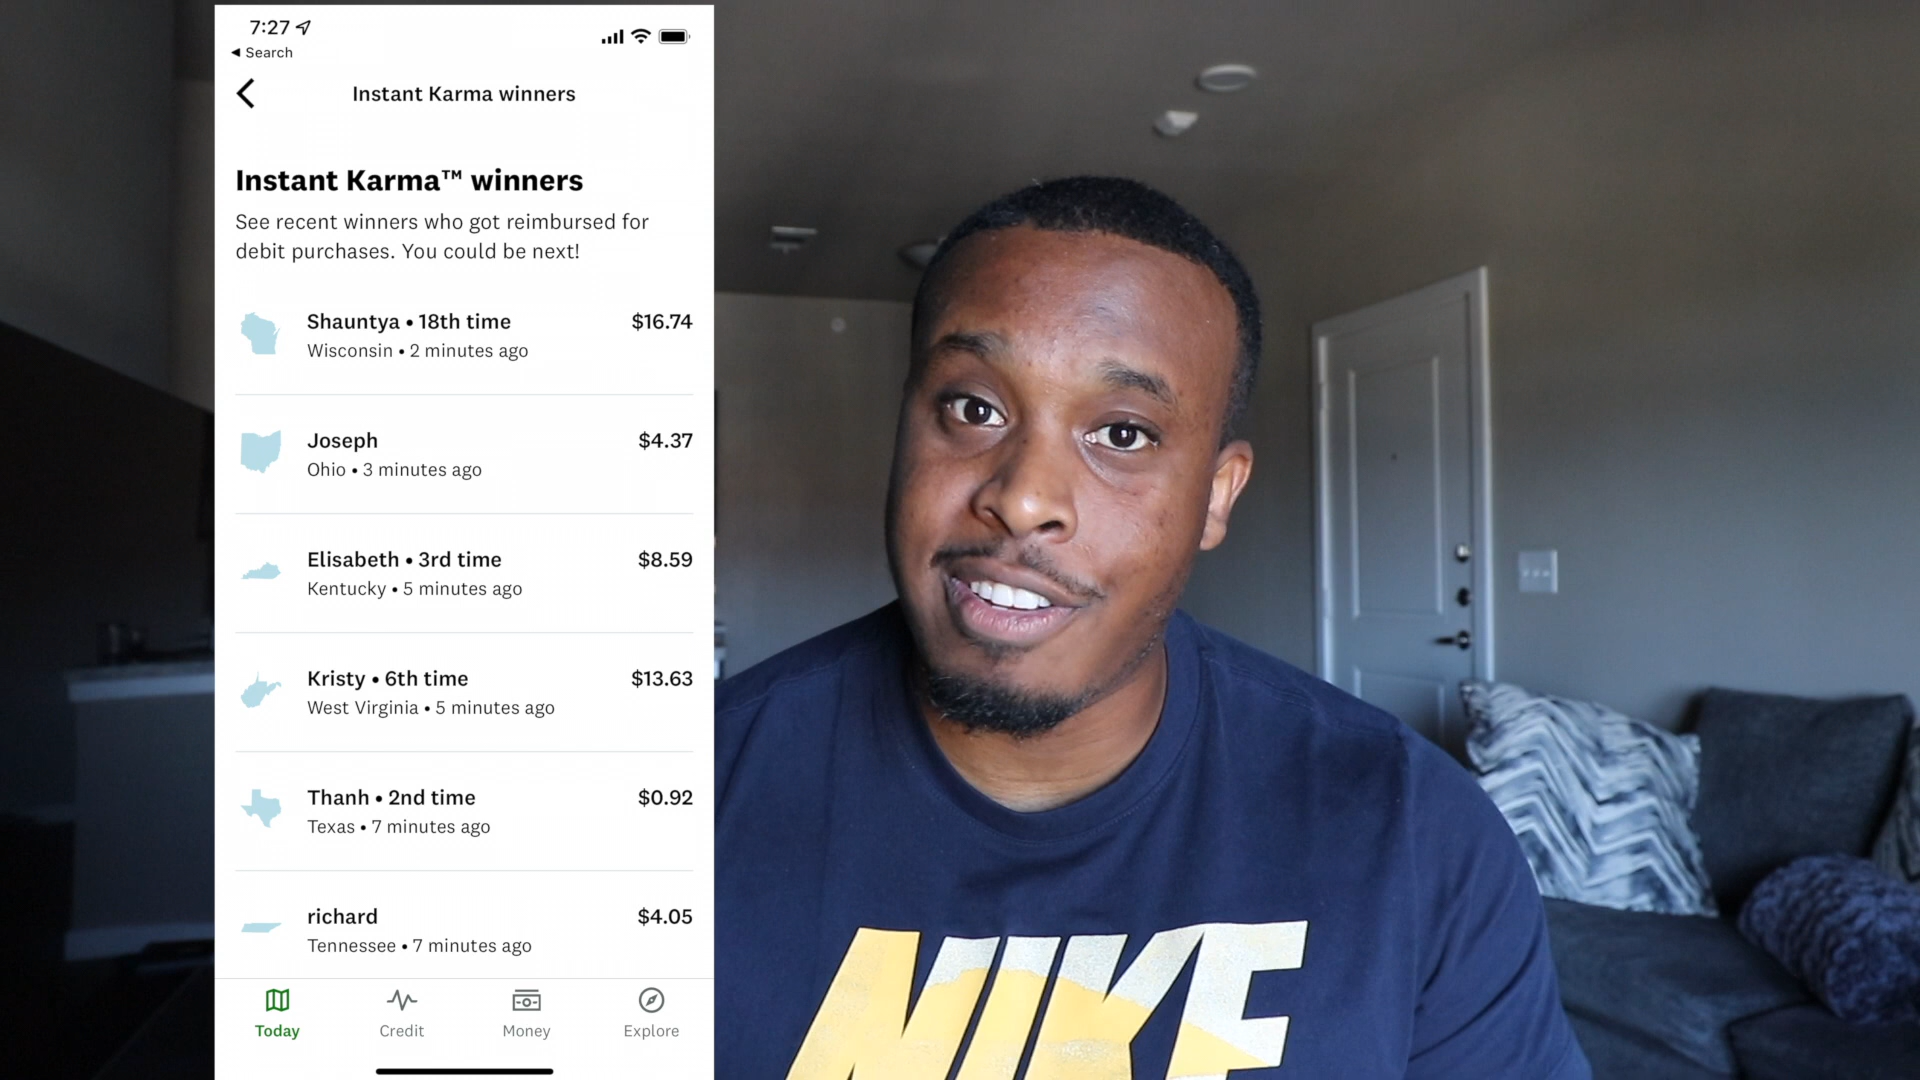 7:27
◄ Search
Instant Karma winners
Instant Karma™ winners
See recent winners who got reimbursed for
debit purchases. You could be next!
Shauntya • 18th time
$16.74
Wisconsin • 2 minutes ago
Joseph
$4.37
Ohio • 3 minutes ago
Elisabeth • 3rd time
$8.59
Kentucky • 5 minutes ago
Kristy • 6th time
$13.63
West Virginia • 5 minutes ago
Thanh • 2nd time
$0.92
Texas • 7 minutes ago
richard
$4.05
Tennessee • 7 minutes ago
Today
Credit
Money
Explore
NIKE